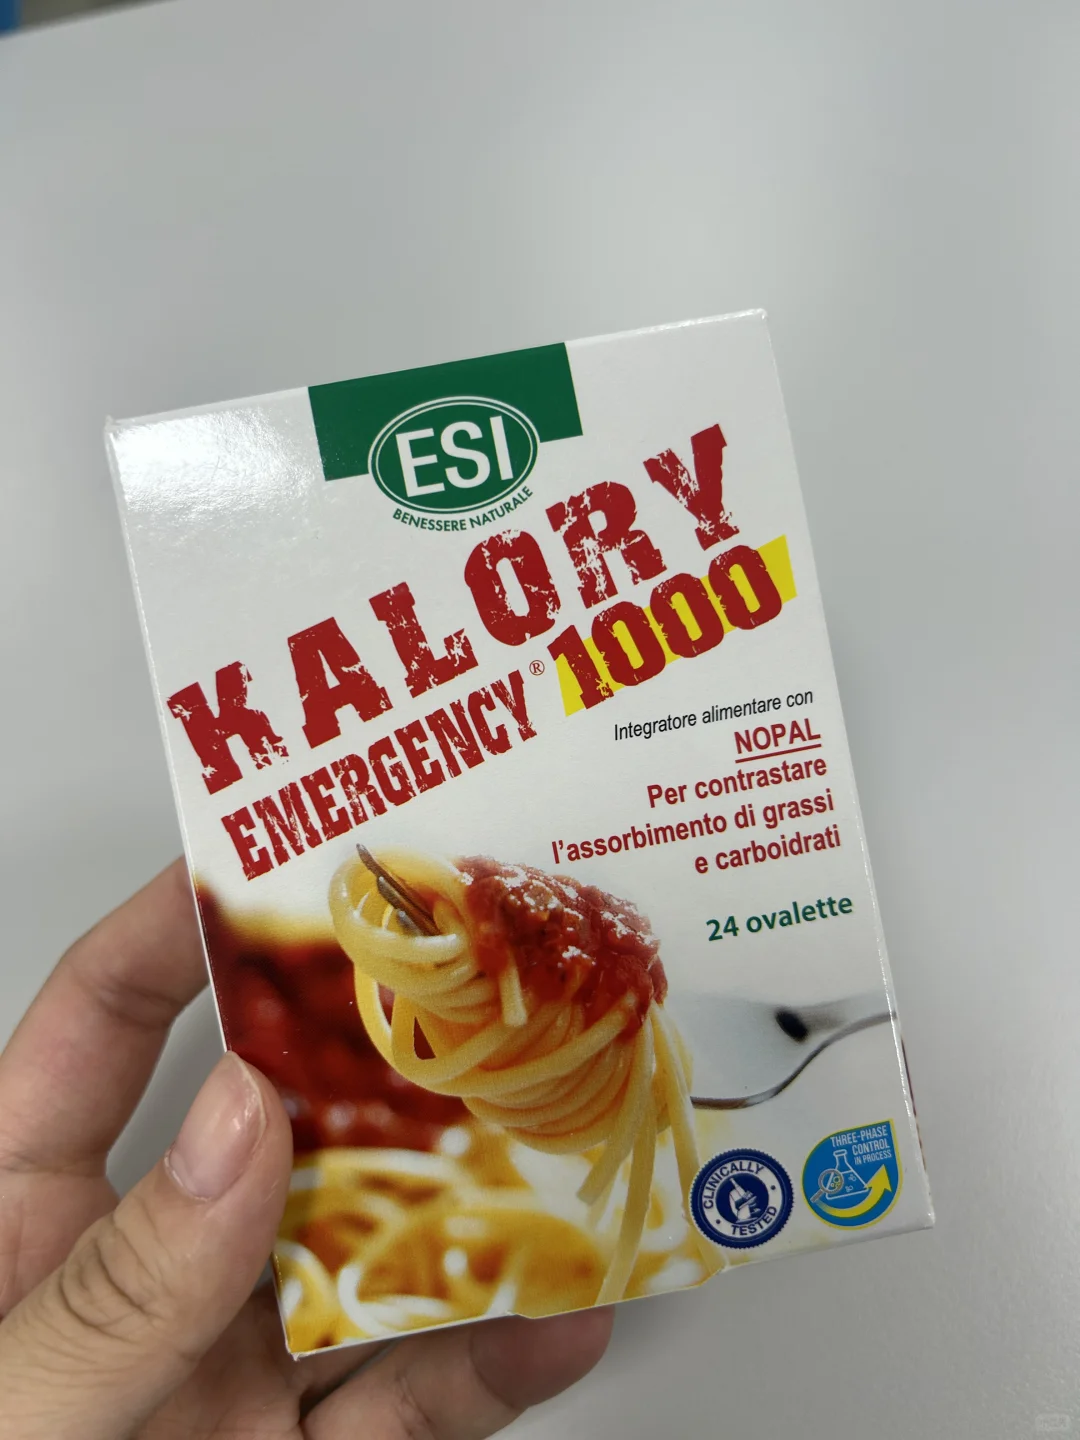 ESI
BENESSERE NATURALE
KALORY
EMERGENCY® 1000
Integratore alimentare con
NOPAL
Per contrastare
l'assorbimento di grassi
e carboidrati
24 ovalette
CLINICALLY
TESTED
THREE-PHASE
CONTROL
IN PROCESS